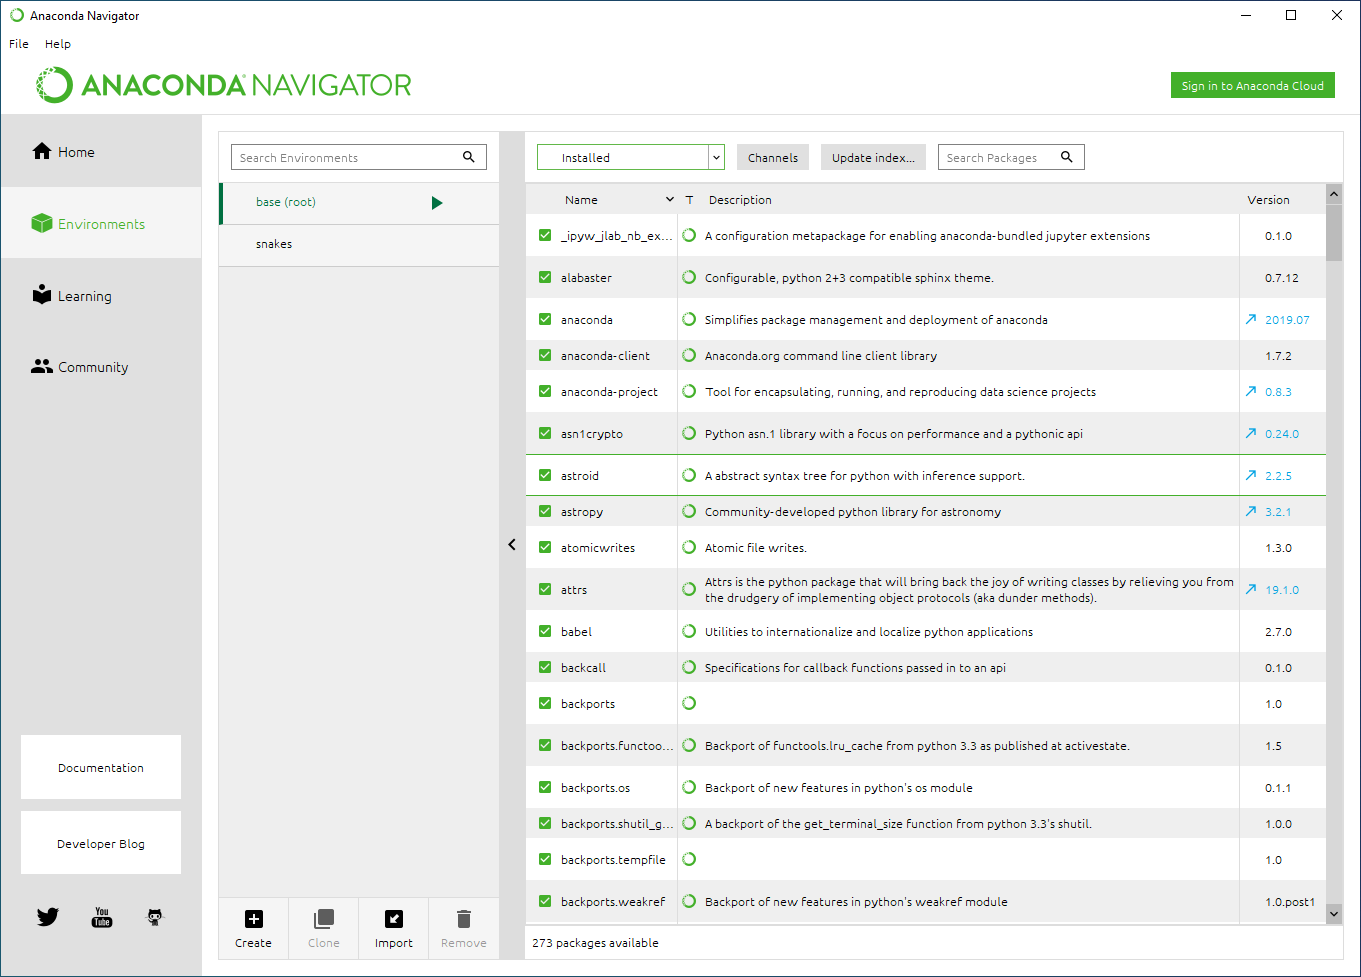 Anaconda Navigator
File Help
ANACONDA NAVIGATOR
Sign in to Anaconda Cloud
Home
Environments
Learning
Community
Documentation
Developer Blog
You
Tube
Search Environments
base (root)
snakes
Create Clone Import Remove
Installed Channels Update index... Search Packages
Name T Description Version
_ipyw_jlab_nb_ex... A configuration metapackage for enabling anaconda-bundled jupyter extensions 0.1.0
alabaster Configurable, python 2+3 compatible sphinx theme. 0.7.12
anaconda Simplifies package management and deployment of anaconda 2019.07
anaconda-client Anaconda.org command line client library 1.7.2
anaconda-project Tool for encapsulating, running, and reproducing data science projects 0.8.3
asn1crypto Python asn.1 library with a focus on performance and a pythonic api 0.24.0
astroid A abstract syntax tree for python with inference support. 2.2.5
astropy Community-developed python library for astronomy 3.2.1
atomicwrites Atomic file writes. 1.3.0
attrs Attrs is the python package that will bring back the joy of writing classes by relieving you from 19.1.0
the drudgery of implementing object protocols (aka dunder methods).
babel Utilities to internationalize and localize python applications 2.7.0
backcall Specifications for callback functions passed in to an api 0.1.0
backports 1.0
backports.functoo... Backport of functools.lru_cache from python 3.3 as published at activestate. 1.5
backports.os Backport of new features in python's os module 0.1.1
backports.shutil_g... A backport of the get_terminal_size function from python 3.3's shutil. 1.0.0
backports.tempfile 1.0
backports.weakref Backport of new features in python's weakref module 1.0.post1
273 packages available